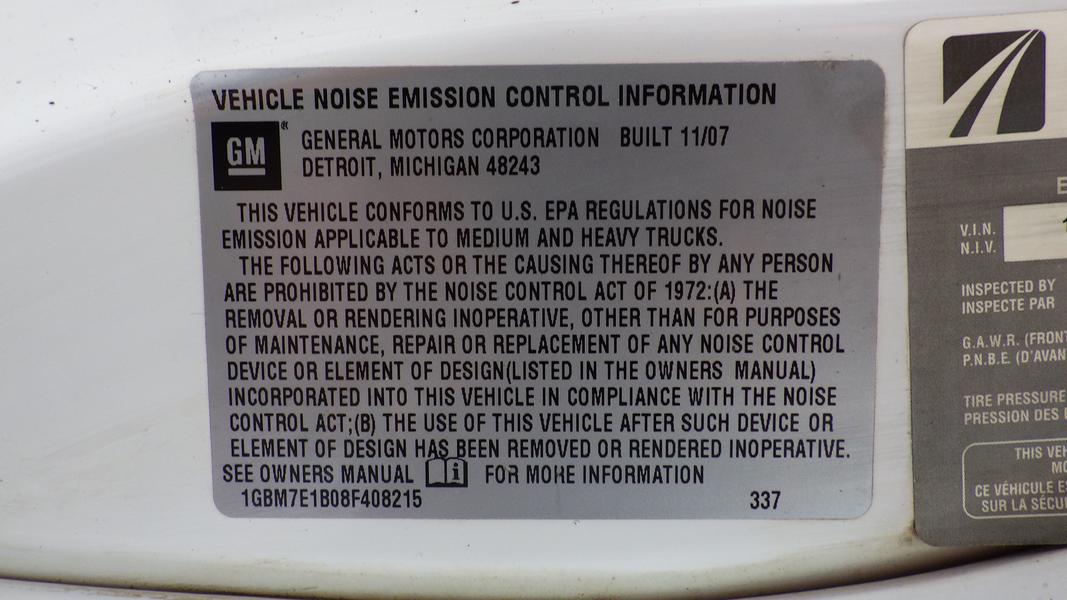 VEHICLE NOISE EMISSION CONTROL INFORMATION
GM®
GENERAL MOTORS CORPORATION BUILT 11/07
DETROIT, MICHIGAN 48243
THIS VEHICLE CONFORMS TO U.S. EPA REGULATIONS FOR NOISE
EMISSION APPLICABLE TO MEDIUM AND HEAVY TRUCKS.
THE FOLLOWING ACTS OR THE CAUSING THEREOF BY ANY PERSON
ARE PROHIBITED BY THE NOISE CONTROL ACT OF 1972:(A) THE
REMOVAL OR RENDERING INOPERATIVE, OTHER THAN FOR PURPOSES
OF MAINTENANCE, REPAIR OR REPLACEMENT OF ANY NOISE CONTROL
DEVICE OR ELEMENT OF DESIGN(LISTED IN THE OWNERS MANUAL)
INCORPORATED INTO THIS VEHICLE IN COMPLIANCE WITH THE NOISE
CONTROL ACT;(B) THE USE OF THIS VEHICLE AFTER SUCH DEVICE OR
ELEMENT OF DESIGN HAS BEEN REMOVED OR RENDERED INOPERATIVE.
SEE OWNERS MANUAL i FOR MORE INFORMATION
1GBM7E1B08F408215 337
V.I.N.
N.I.V.
INSPECTED BY
INSPECTE PAR
G.A.W.R. (FRONT
P.N.B.E. (D'AVAN
TIRE PRESSURE
PRESSION DES
THIS VEH
CE VÉHICULE
SUR LA SÉCU